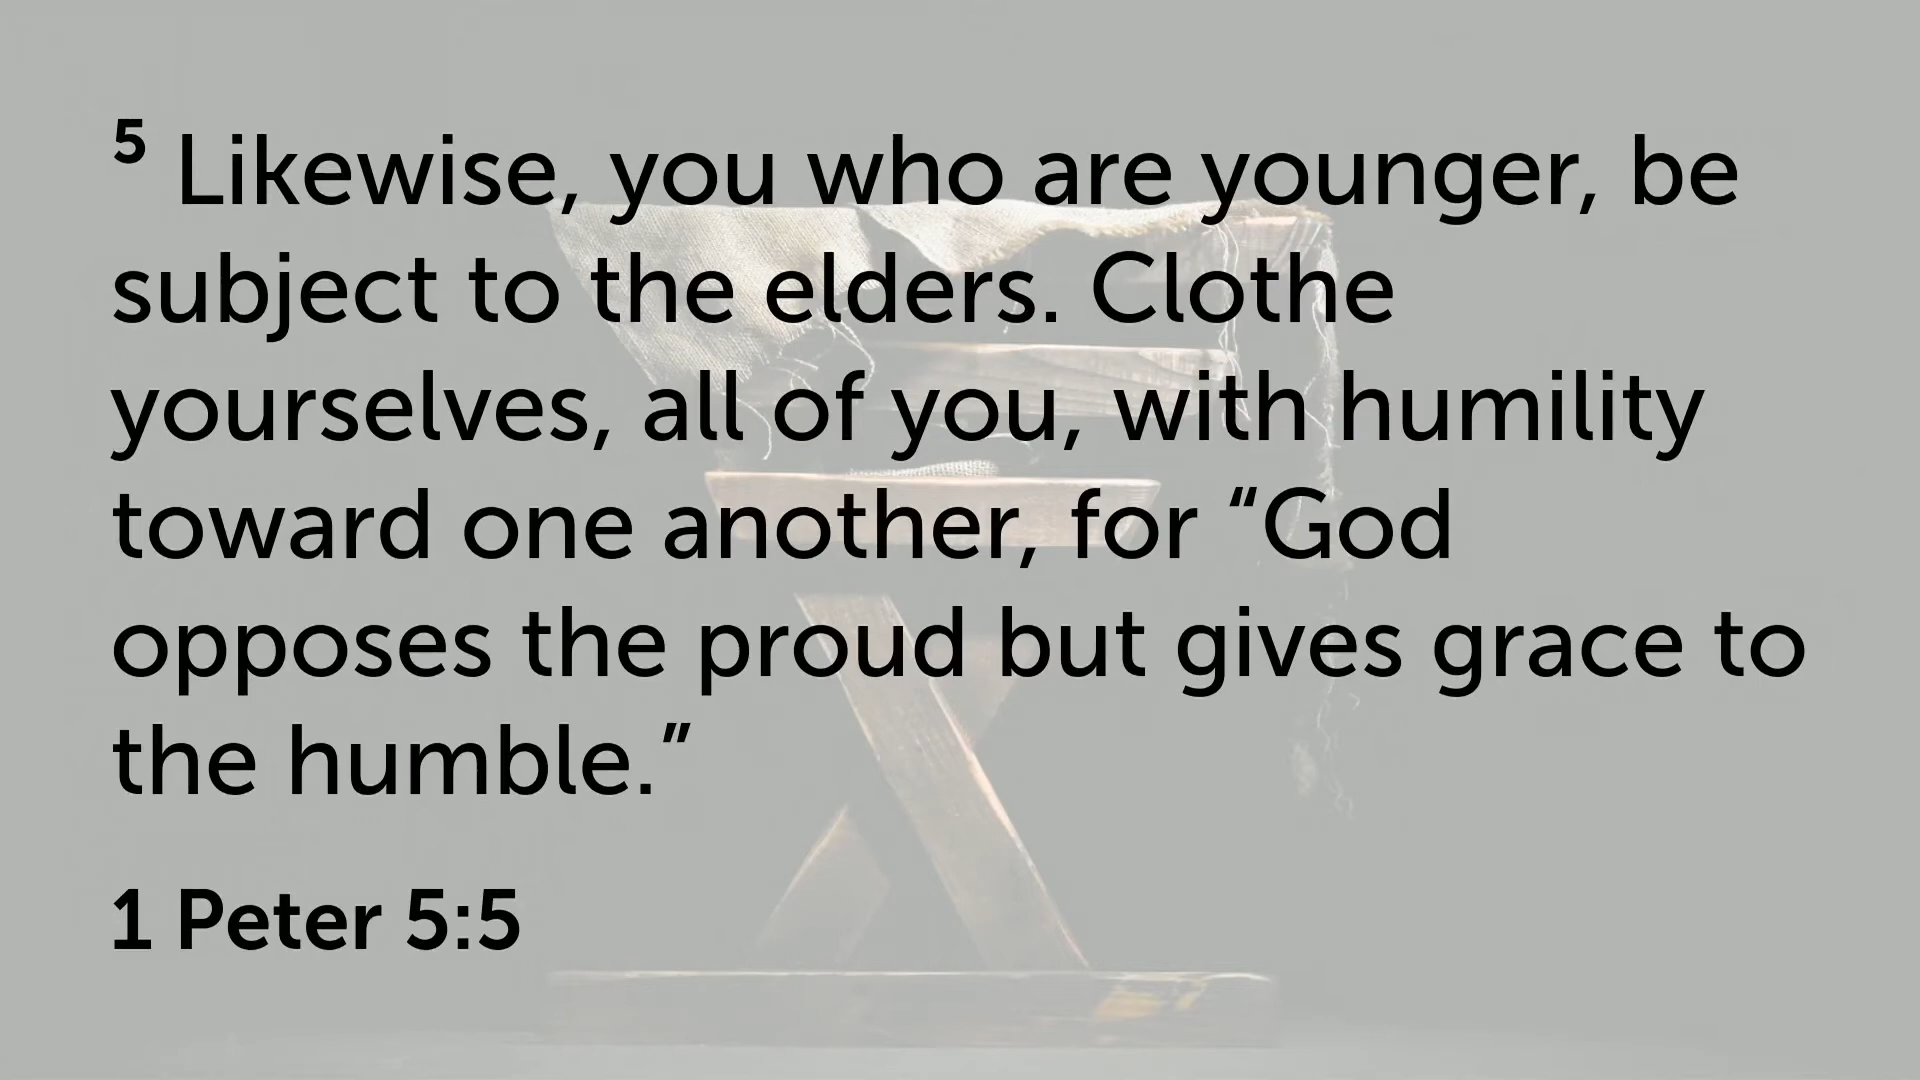 5 Likewise, you who are younger, be
subject to the elders. Clothe
yourselves, all of you, with humility
toward one another, for “God
opposes the proud but gives grace to
the humble.”
1 Peter 5:5